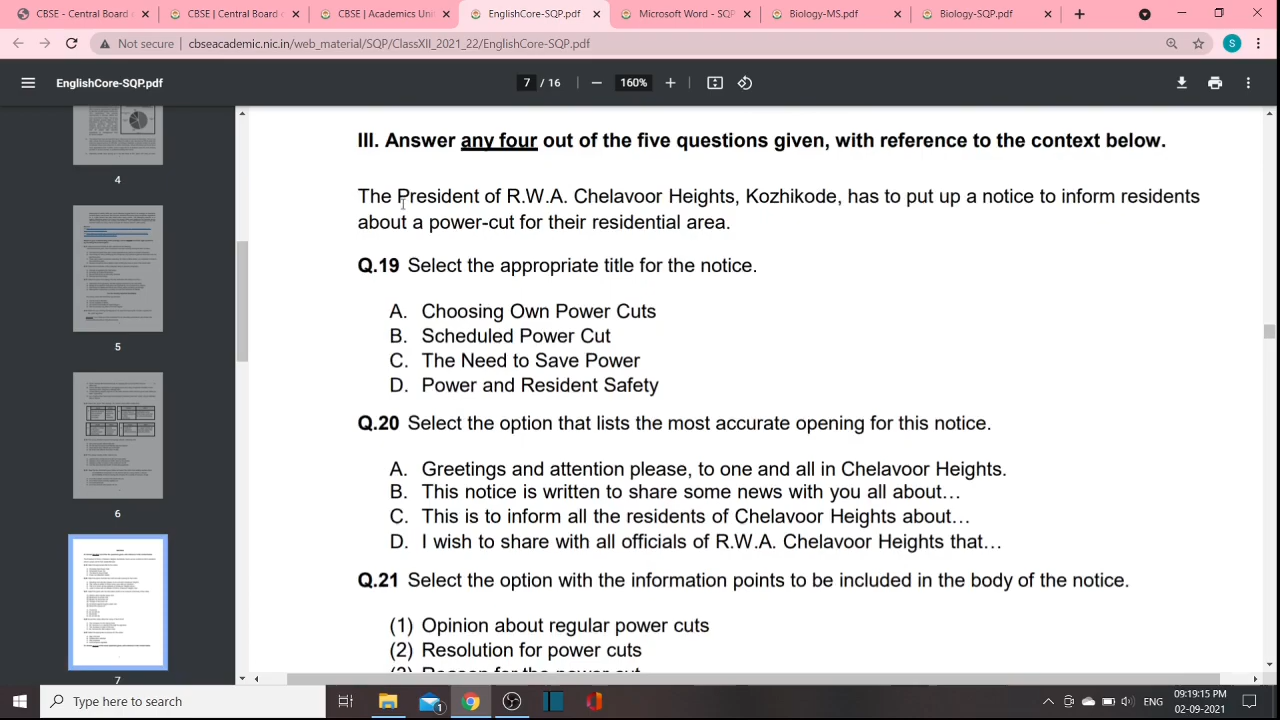 CBSE - Central Board o
CBSE | Central Board o
CBSE | Academics Uni
EnglishCore-SQP.pdf
Microsoft Word - SQP
Biology-MS.pdf
Biology-SQP.pdf
Not secure | cbseacademic.nic.in/web_material/SQP/ClassXII_2021_22/EnglishCore-SQP.pdf
S
EnglishCore-SQP.pdf
7 / 16
160%
4
5
6
7
III. Answer any four out of the five questions given, with reference to the context below.
The President of R.W.A. Chelavoor Heights, Kozhikode, has to put up a notice to inform residents
about a power-cut for their residential area.
Q.19 Select the appropriate title for the notice.
A. Choosing Own Power Cuts
B. Scheduled Power Cut
C. The Need to Save Power
D. Power and Resident Safety
Q.20 Select the option that lists the most accurate opening for this notice.
A. Greetings and attention please, to one and all in Chelavoor Heights.
B. This notice is written to share some news with you all about…
C. This is to inform all the residents of Chelavoor Heights about…
D. I wish to share with all officials of R.W.A. Chelavoor Heights that…
Q.21 Select the option with the information points to be included in the body of the notice.
(1) Opinion about regular power cuts
(2) Resolution for power cuts
(3) Reason for the power cut
Type here to search
1
ENG
09:19:15 PM
02-09-2021